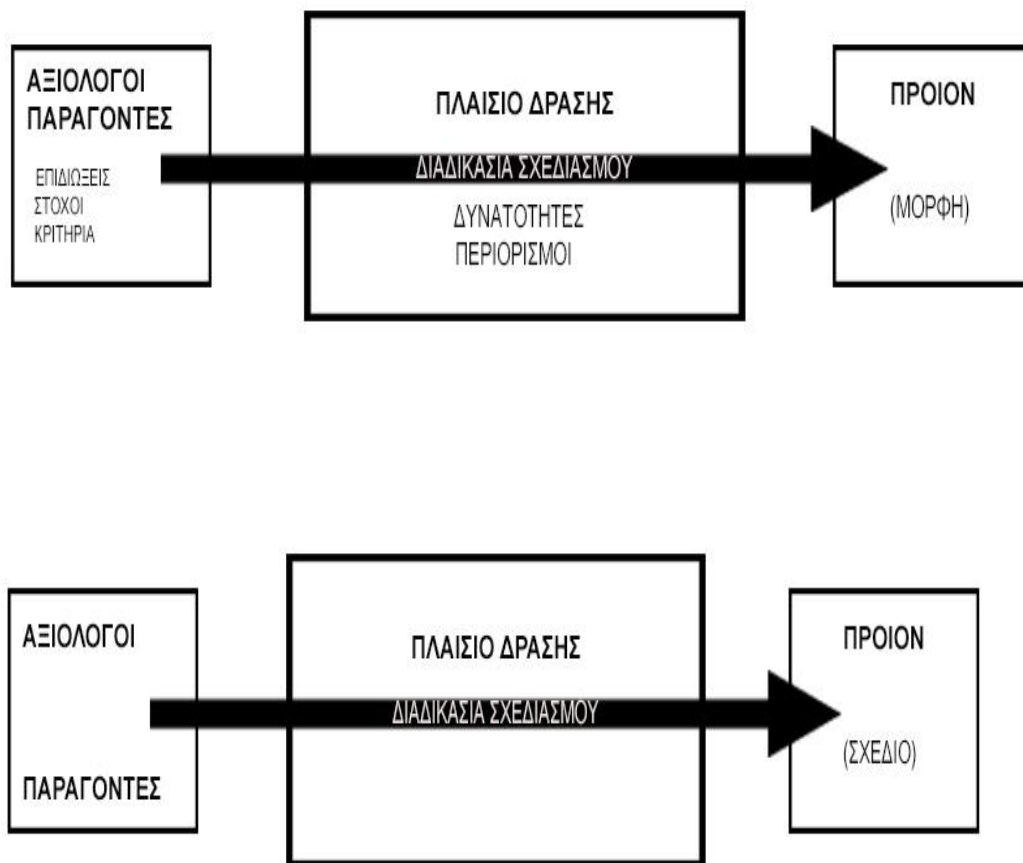 ΑΞΙΟΛΟΓΟΙ
ΠΑΡΑΓΟΝΤΕΣ
ΕΠΙΔΙΩΞΕΙΣ
ΣΤΟΧΟΙ
ΚΡΙΤΗΡΙΑ
ΠΛΑΙΣΙΟ ΔΡΑΣΗΣ
ΔΙΑΔΙΚΑΣΙΑ ΣΧΕΔΙΑΣΜΟΥ
ΔΥΝΑΤΟΤΗΤΕΣ
ΠΕΡΙΟΡΙΣΜΟΙ
ΠΡΟΙΟΝ
(ΜΟΡΦΗ)
ΑΞΙΟΛΟΓΟΙ
ΠΑΡΑΓΟΝΤΕΣ
ΠΛΑΙΣΙΟ ΔΡΑΣΗΣ
ΔΙΑΔΙΚΑΣΙΑ ΣΧΕΔΙΑΣΜΟΥ
ΠΡΟΙΟΝ
(ΣΧΕΔΙΟ)